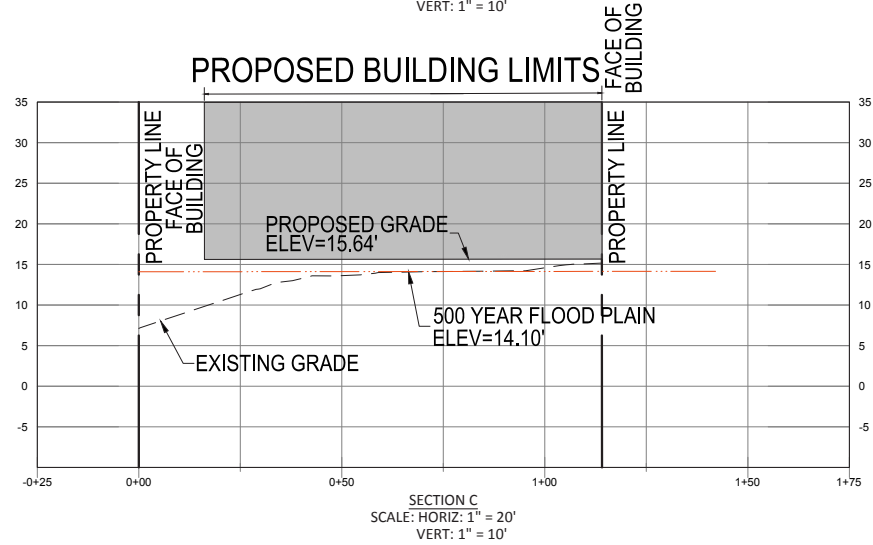 VERT: 1" = 10'
PROPOSED BUILDING LIMITS
FACE OF
BUILDING
35
35
30
30
25
25
20
20
15
15
10
10
5
5
0
0
-5
-5
PROPERTY LINE
FACE OF
BUILDING
PROPOSED GRADE
ELEV=15.64'
PROPERTY LINE
500 YEAR FLOOD PLAIN
ELEV=14.10'
EXISTING GRADE
-0+25
0+00
0+50
1+00
1+50
1+75
SECTION C
SCALE: HORIZ: 1" = 20'
VERT: 1" = 10'